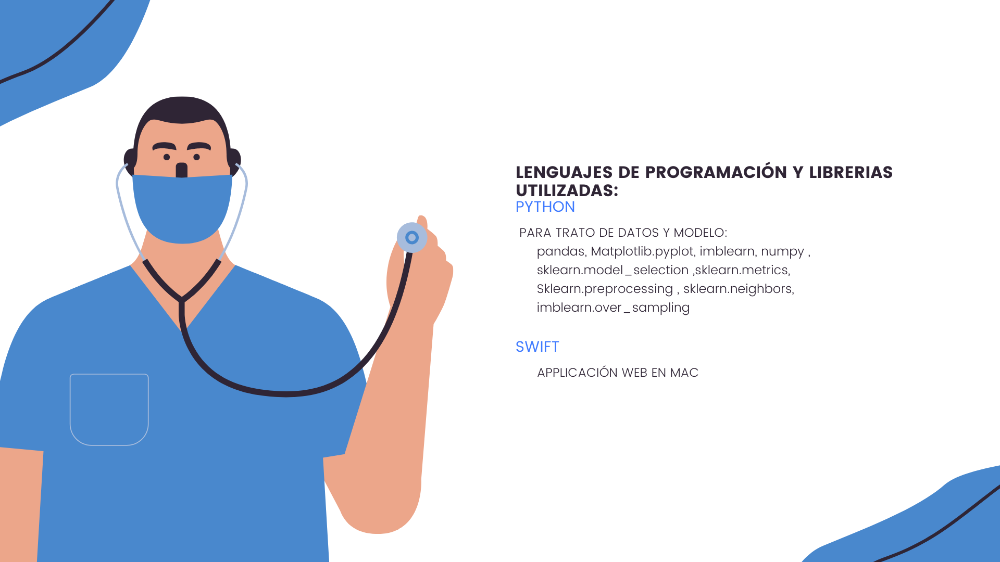 LENGUAJES DE PROGRAMACIÓN Y LIBRERIAS
UTILIZADAS:
PYTHON
PARA TRATO DE DATOS Y MODELO:
pandas, Matplotlib.pyplot, imblearn, numpy ,
sklearn.model_selection ,sklearn.metrics,
Sklearn.preprocessing , sklearn.neighbors,
imblearn.over_sampling
SWIFT
APPLICACIÓN WEB EN MAC